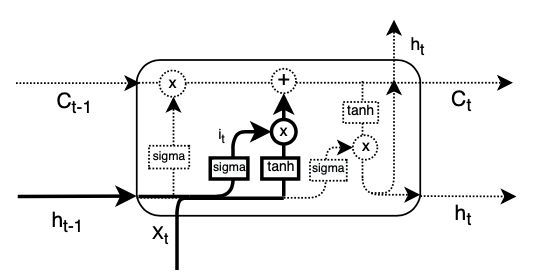 h_t
x
+
C_t-1
C_t
tanh
i_t
x
sigma
x
sigma
tanh
sigma
h_t-1
x_t
h_t